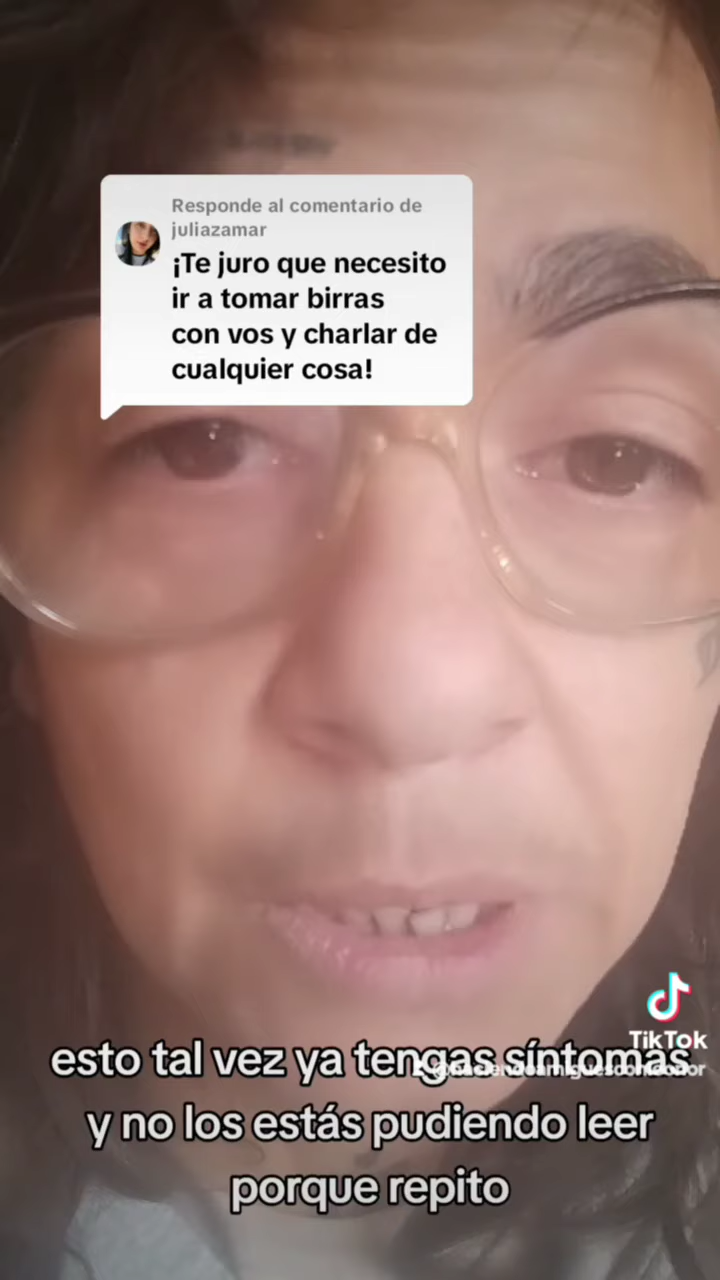 Responde al comentario de
juliazamar
¡Te juro que necesito
ir a tomar birras
con vos y charlar de
cualquier cosa!
TikTok
esto tal vez ya tengas síntomas
y no los estás pudiendo leer
porque repito